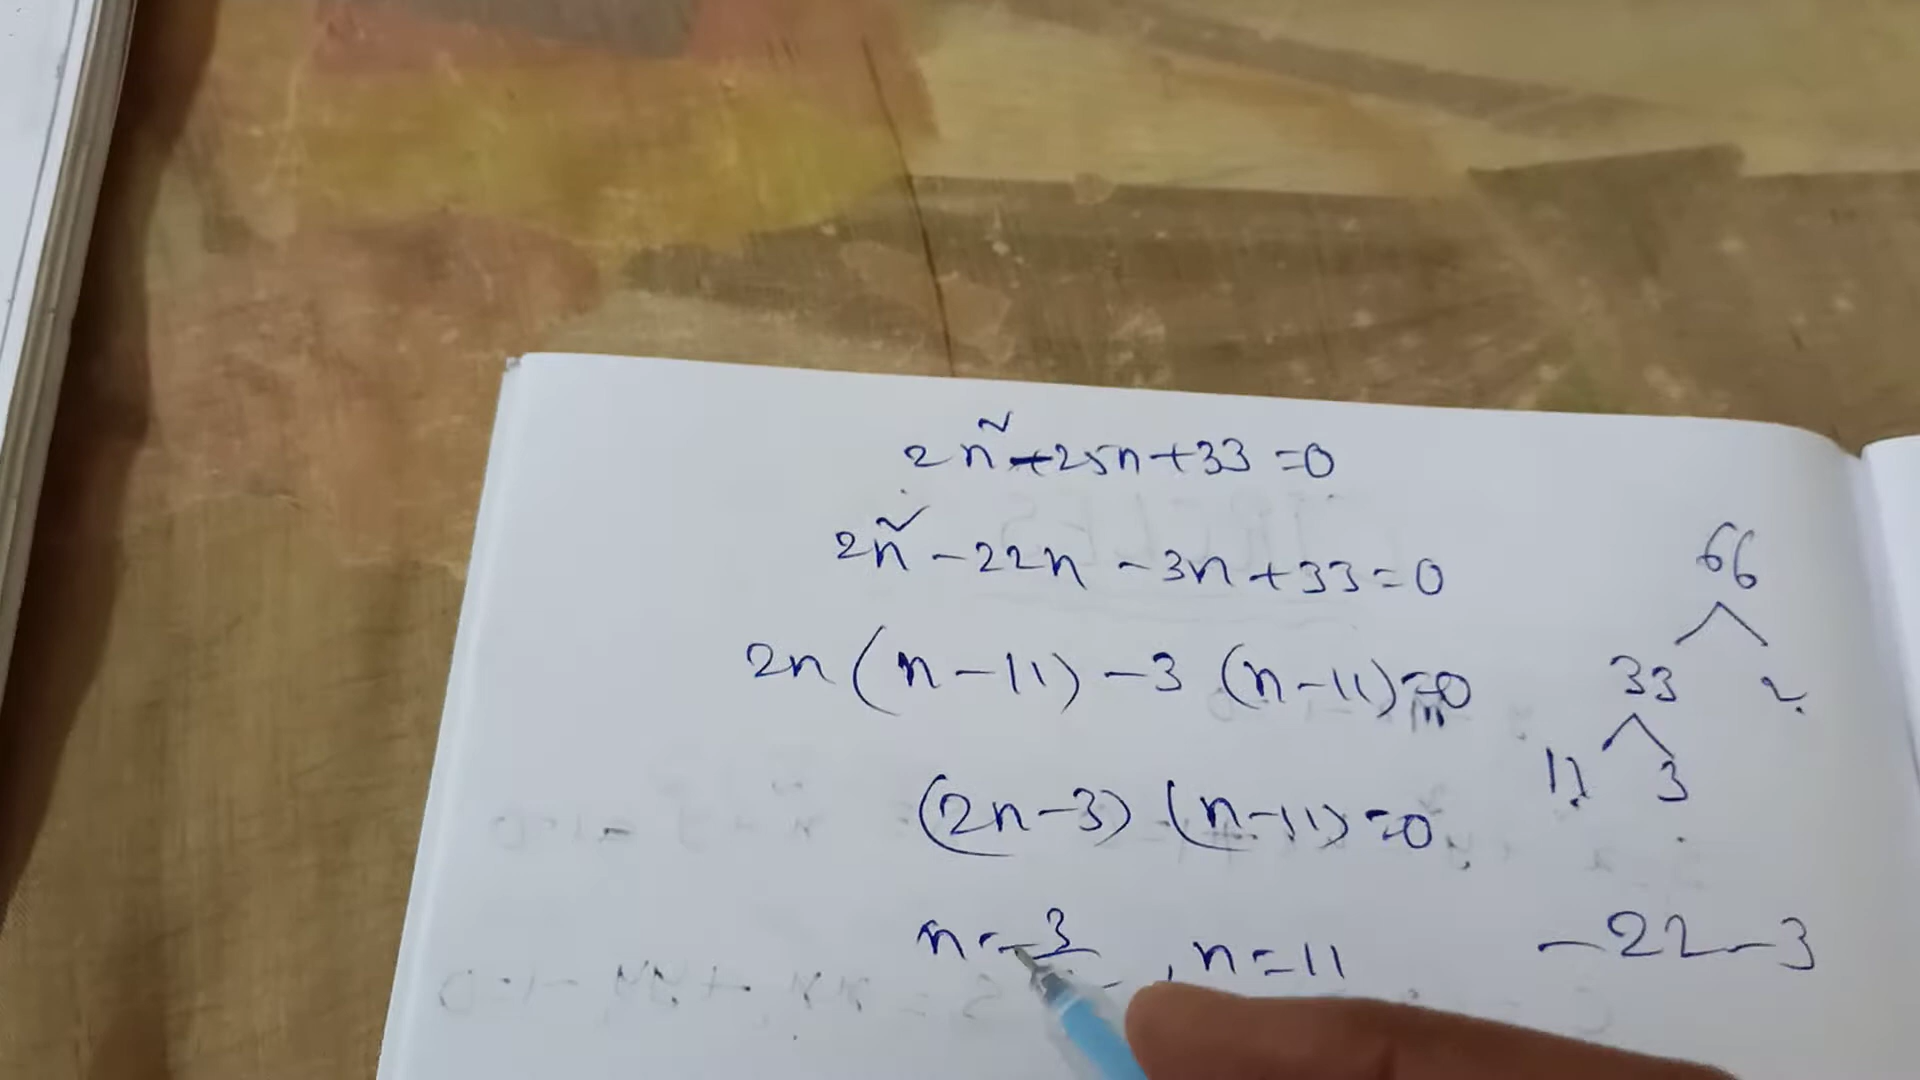 2n² - 25n + 33 = 0
2n² - 22n - 3n + 33 = 0
2n (n - 11) - 3 (n - 11) = 0
(2n - 3) (n - 11) = 0
n = 3 , n = 11
66
33 2
11 3
- 22 - 3